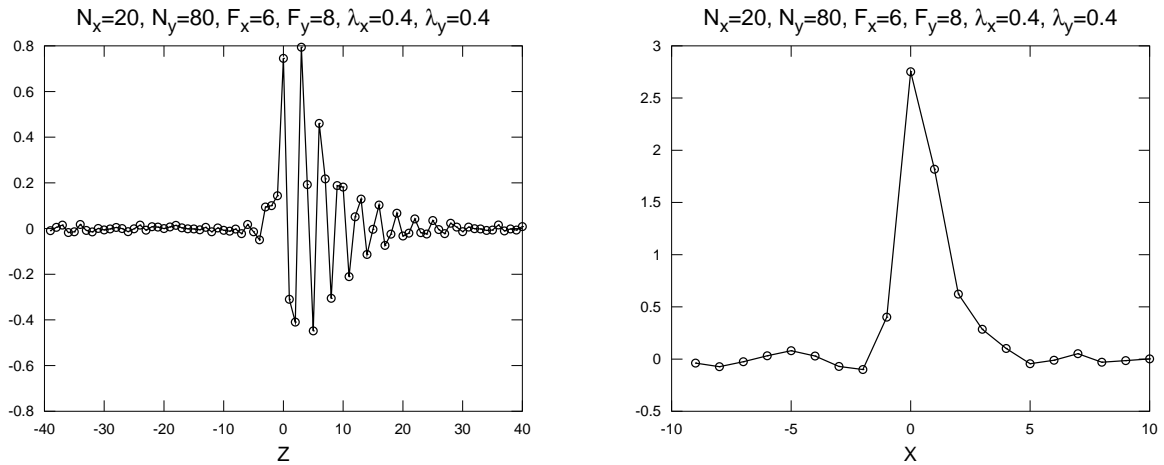 N_x=20, N_y=80, F_x=6, F_y=8, λ_x=0.4, λ_y=0.4
0.8
0.6
0.4
0.2
0
-0.2
-0.4
-0.6
-0.8
-40 -30 -20 -10 0 10 20 30 40
Z
N_x=20, N_y=80, F_x=6, F_y=8, λ_x=0.4, λ_y=0.4
3
2.5
2
1.5
1
0.5
0
-0.5
-10 -5 0 5 10
X